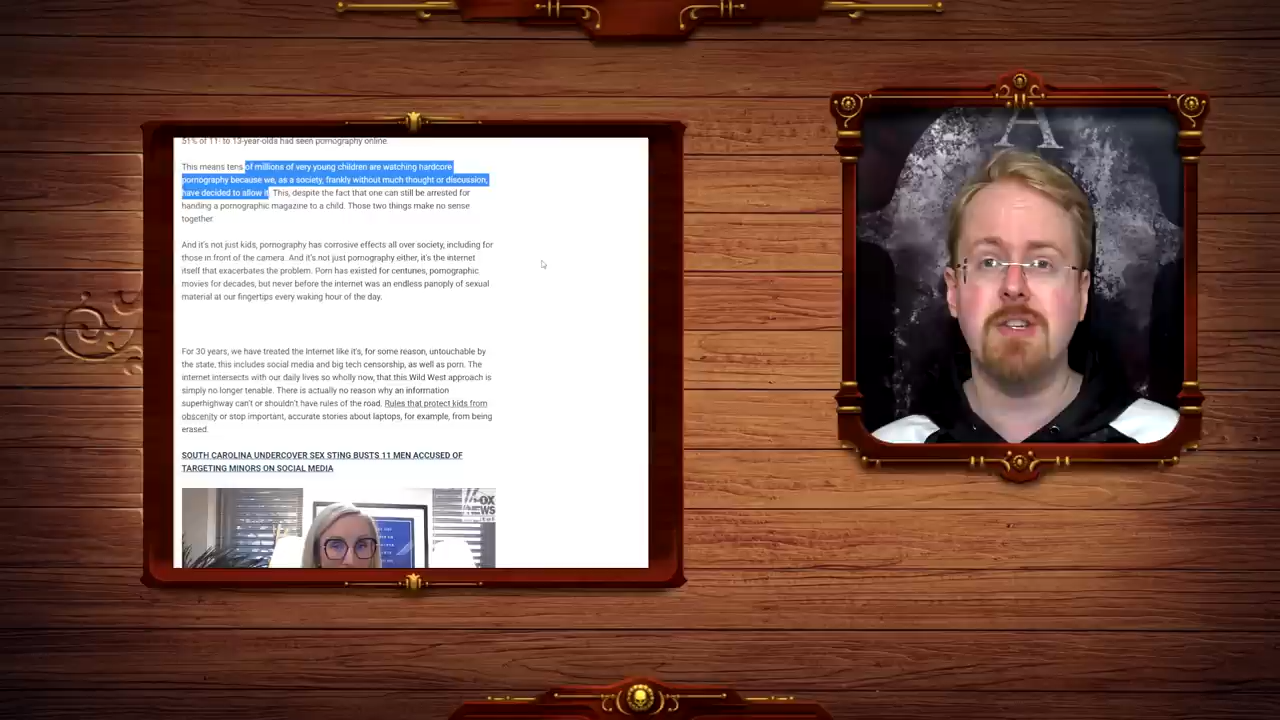 51% of 11- to 13-year-olds had seen pornography online.
This means tens of millions of very young children are watching hardcore
pornography because we, as a society, frankly without much thought or discussion,
have decided to allow it. This, despite the fact that one can still be arrested for
handing a pornographic magazine to a child. Those two things make no sense
together.
And it's not just kids, pornography has corrosive effects all over society, including for
those in front of the camera. And it's not just pornography either, it's the internet
itself that exacerbates the problem. Porn has existed for centuries, pornographic
movies for decades, but never before the internet was an endless panoply of sexual
material at our fingertips every waking hour of the day.
For 30 years, we have treated the internet like it's, for some reason, untouchable by
the state, this includes social media and big tech censorship, as well as porn. The
internet intersects with our daily lives so wholly now, that this Wild West approach is
simply no longer tenable. There is actually no reason why an information
superhighway can't or shouldn't have rules of the road. Rules that protect kids from
obscenity or stop important, accurate stories about laptops, for example, from being
erased.
SOUTH CAROLINA UNDERCOVER SEX STING BUSTS 11 MEN ACCUSED OF
TARGETING MINORS ON SOCIAL MEDIA
FOX
NEWS
A